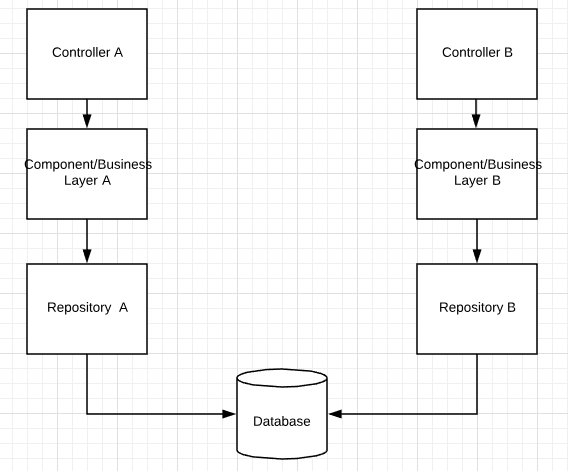 Controller A
Controller B
Component/Business
Layer A
Component/Business
Layer B
Repository  A
Repository B
Database